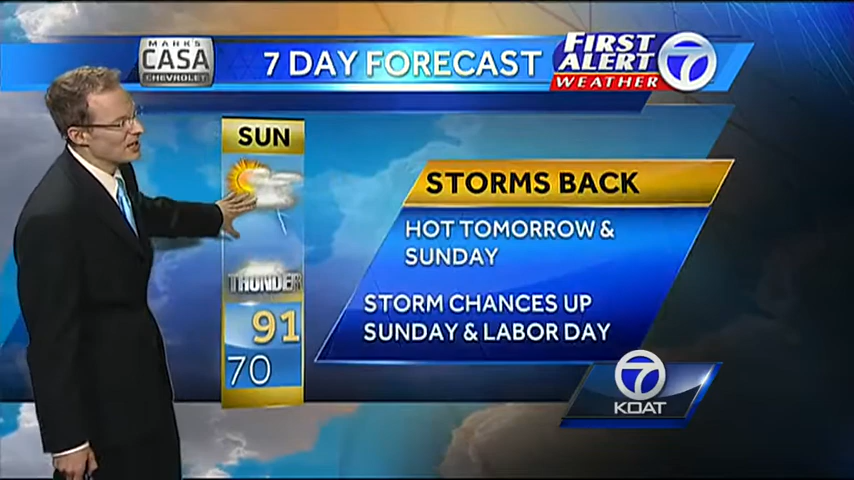 MARK'S
CASA
CHEVROLET
7 DAY FORECAST
FIRST
ALERT
WEATHER
7
SUN
THUNDER
91
70
STORMS BACK
HOT TOMORROW &
SUNDAY
STORM CHANCES UP
SUNDAY & LABOR DAY
7
KOAT